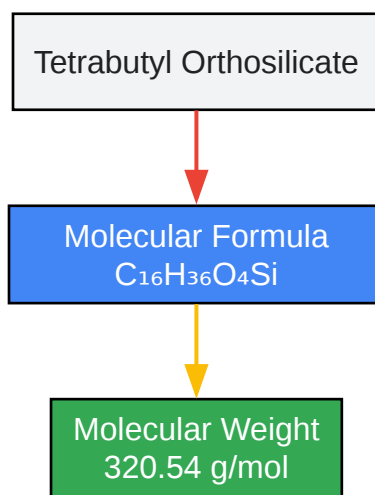 Tetrabutyl Orthosilicate
Molecular Formula
C₁₆H₃₆O₄Si
Molecular Weight
320.54 g/mol